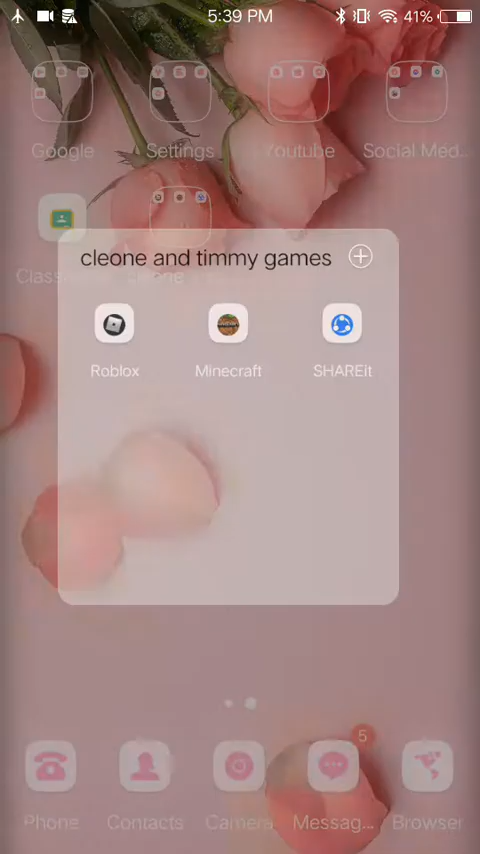 5:39 PM
41%
Google
Settings
Youtube
Social Med...
Class
cleone and timmy games
Roblox
Minecraft
SHAREit
5
Phone
Contacts
Camera
Messag...
Browser